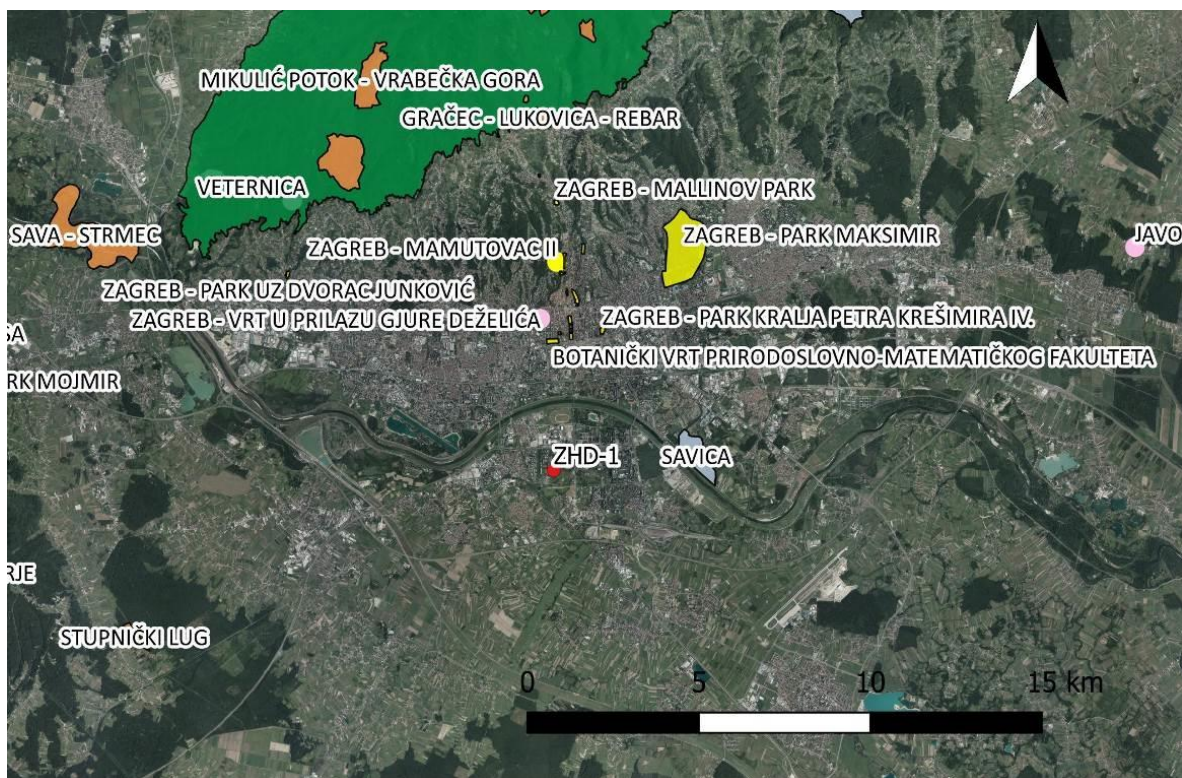 MIKULIĆ POTOK - VRABEČKA GORA
GRAČEC - LUKOVICA - REBAR
VETERNICA
ZAGREB - MALLINOV PARK
SAVA - STRMEC
ZAGREB - MAMUTOVAC II
ZAGREB - PARK MAKSIMIR
JAVO
ZAGREB - PARK UZ DVORAC JUNKOVIĆ
ZAGREB - VRT U PRILAZU GJURE DEŽELIĆA
ZAGREB - PARK KRALJA PETRA KREŠIMIRA IV.
SA
BOTANIČKI VRT PRIRODOSLOVNO-MATEMATIČKOG FAKULTETA
RK MOJMIR
ZHD-1
SAVICA
RJE
STUPNIČKI LUG
0 5 10 15 km